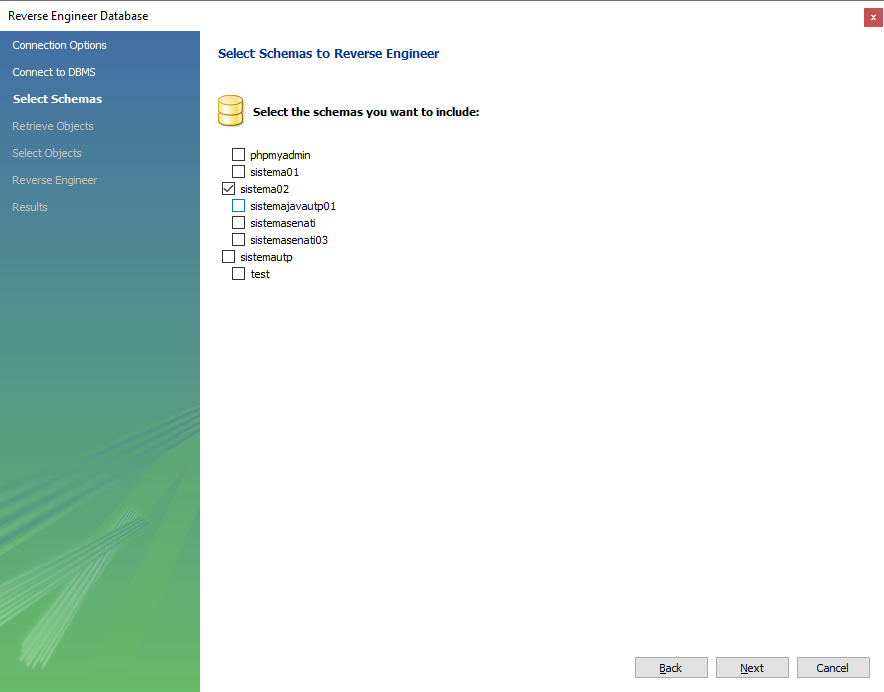 Reverse Engineer Database
x
Connection Options
Connect to DBMS
Select Schemas
Retrieve Objects
Select Objects
Reverse Engineer
Results
Select Schemas to Reverse Engineer
Select the schemas you want to include:
phpmyadmin
sistema01
sistema02
sistemajavautp01
sistemasenati
sistemasenati03
sistemautp
test
Back Next Cancel